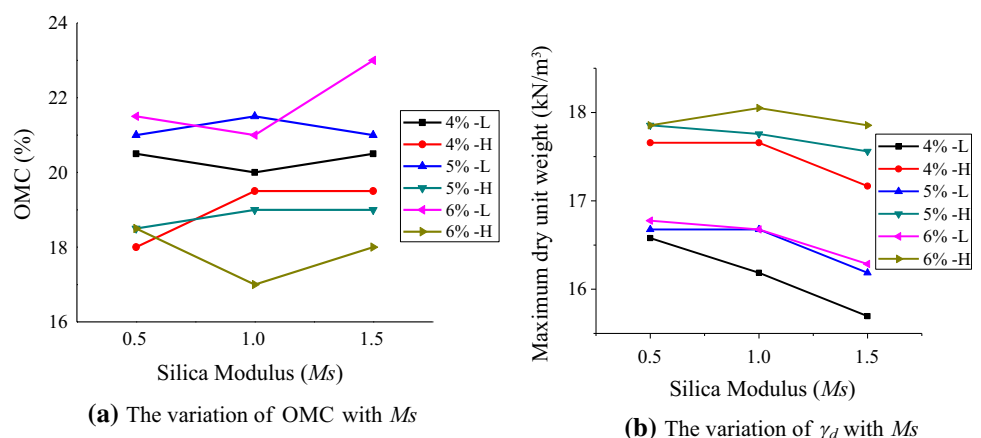 24
22
20
18
16
OMC (%)
4% -L
4% -H
5% -L
5% -H
6% -L
6% -H
0.5 1.0 1.5
Silica Modulus (Ms)
(a) The variation of OMC with Ms
Maximum dry unit weight (kN/m³)
18
17
16
4% -L
4% -H
5% -L
5% -H
6% -L
6% -H
0.5 1.0 1.5
Silica Modulus (Ms)
(b) The variation of γd with Ms